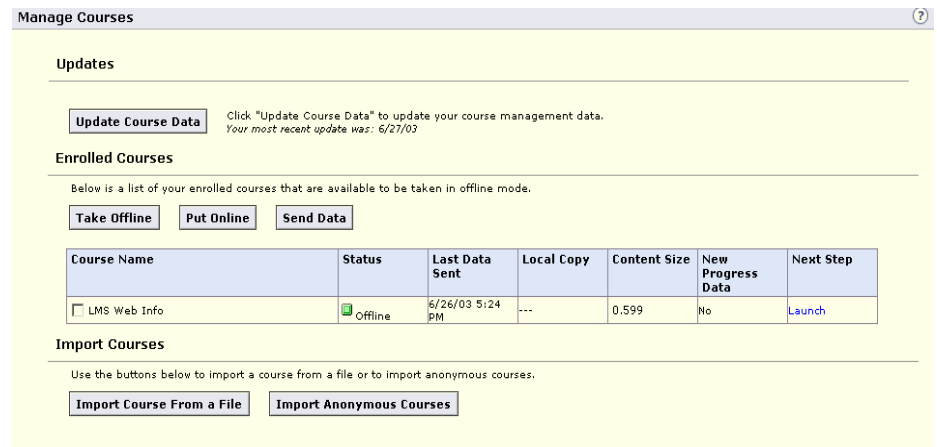 Manage Courses
?
Updates
Update Course Data
Click "Update Course Data" to update your course management data.
Your most recent update was: 6/27/03
Enrolled Courses
Below is a list of your enrolled courses that are available to be taken in offline mode.
Take Offline Put Online Send Data
Course Name Status Last Data Sent Local Copy Content Size New Progress Data Next Step
LMS Web Info Offline 6/26/03 5:24 PM --- 0.599 No Launch
Import Courses
Use the buttons below to import a course from a file or to import anonymous courses.
Import Course From a File Import Anonymous Courses